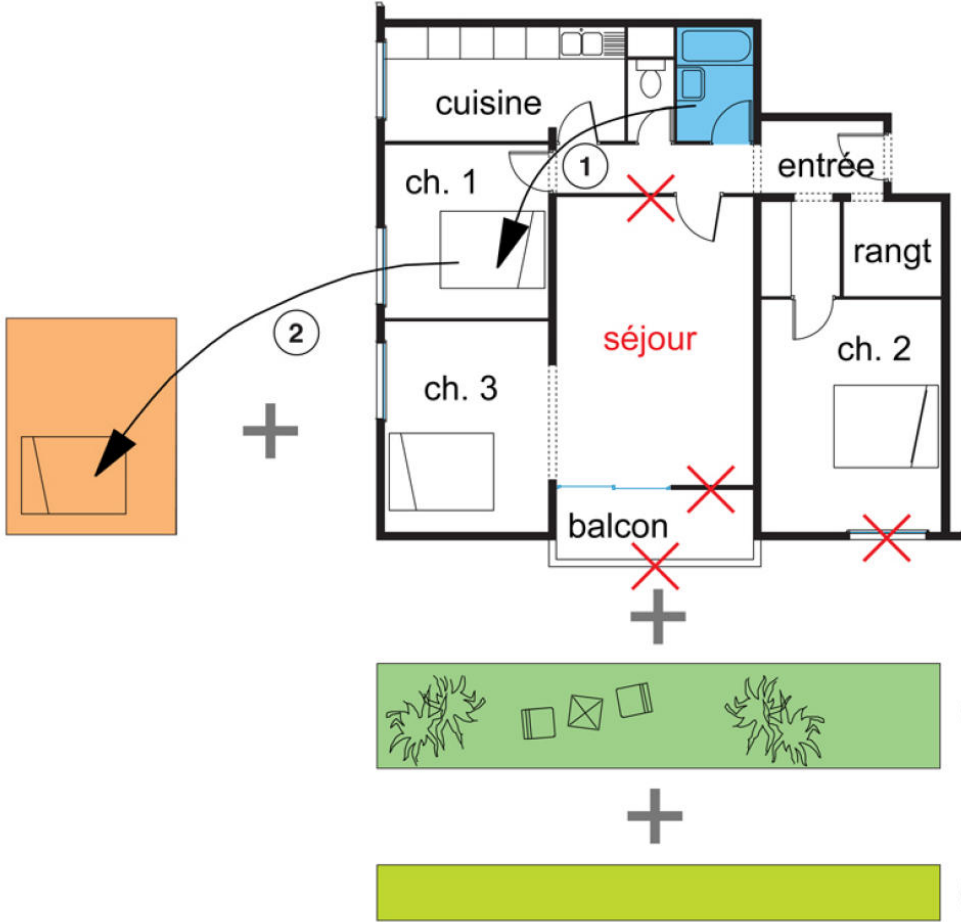 cuisine
entrée
ch. 1
1
rangt
2
séjour
ch. 2
ch. 3
balcon